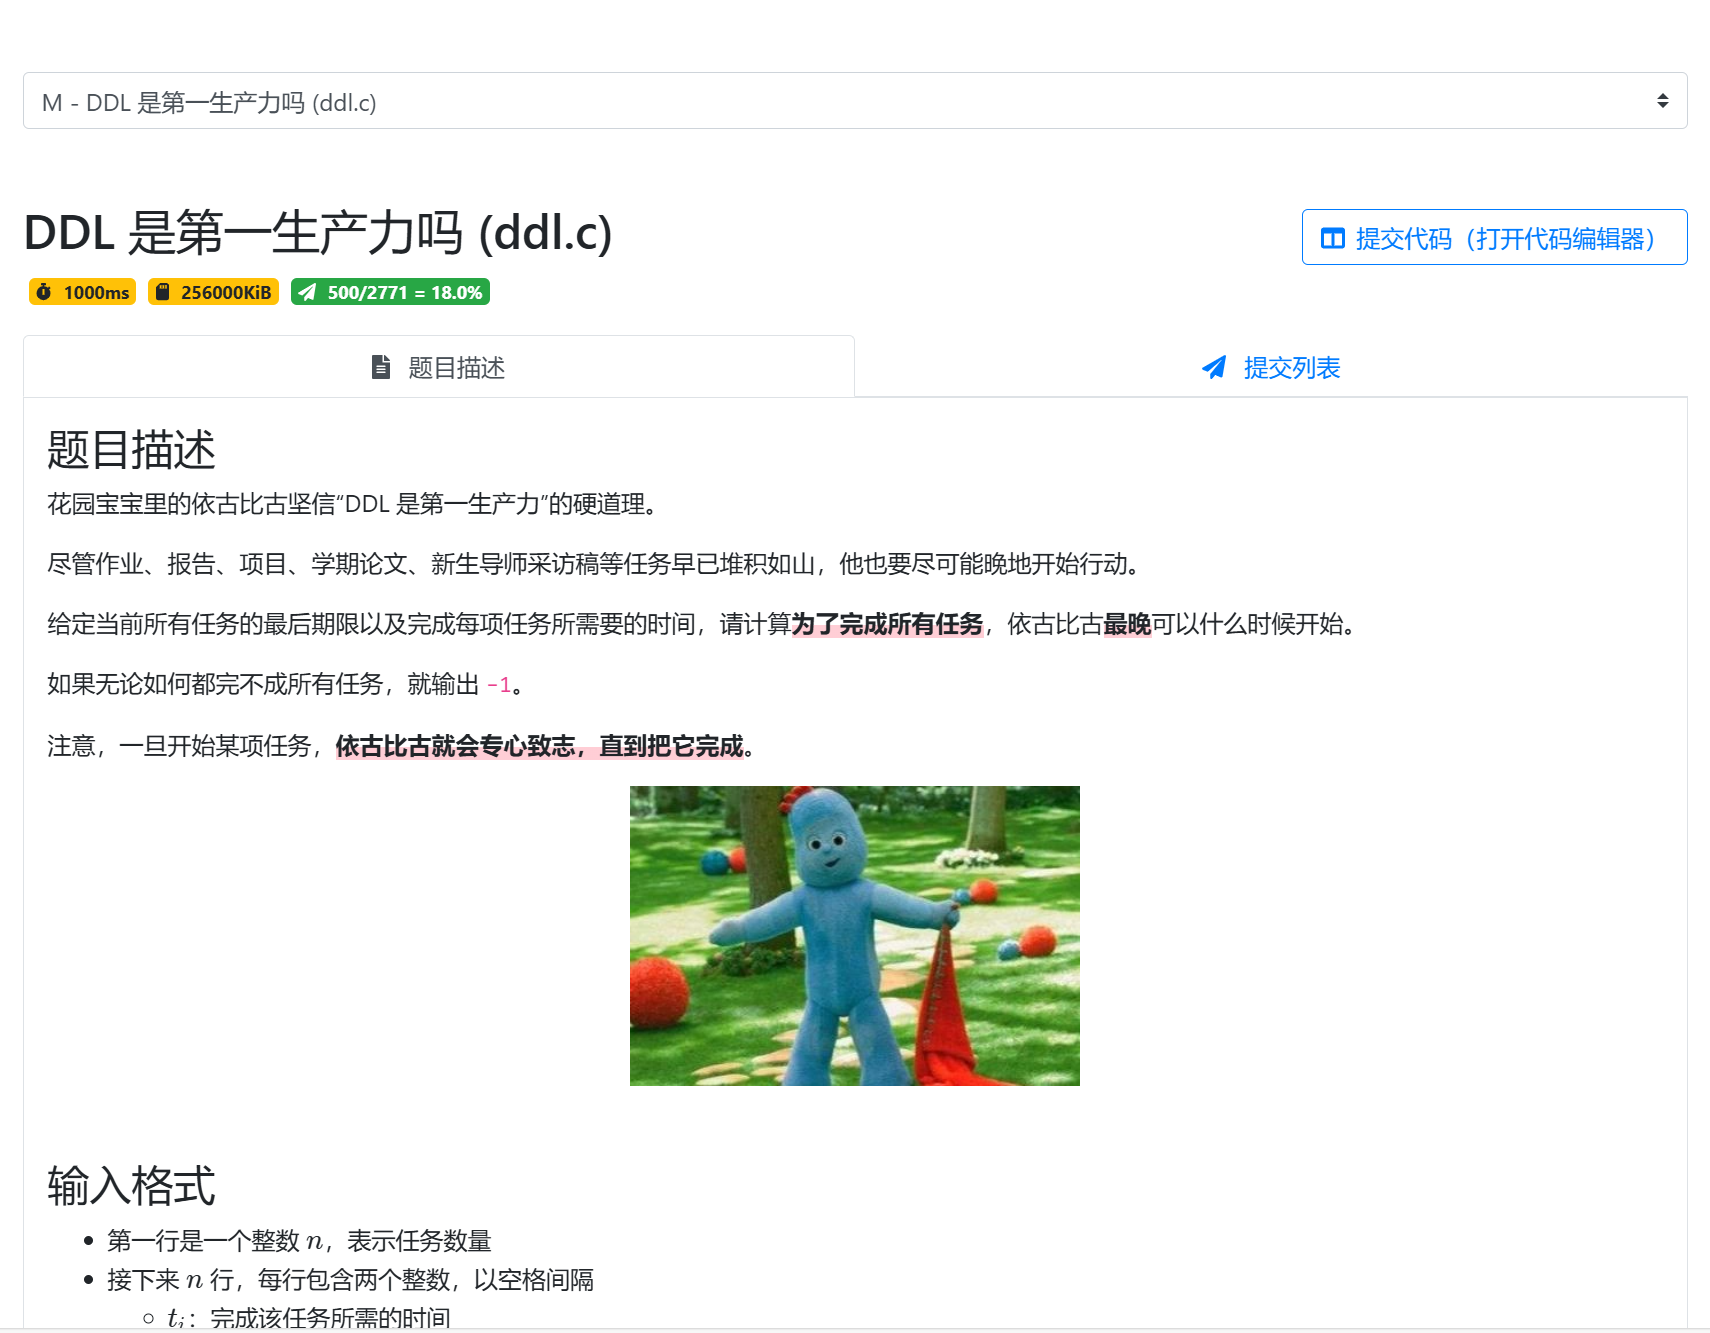 M - DDL 是第一生产力吗 (ddl.c)
DDL 是第一生产力吗 (ddl.c)
提交代码（打开代码编辑器）
1000ms 256000KiB 500/2771 = 18.0%
题目描述 提交列表
题目描述
花园宝宝里的依古比古坚信“DDL 是第一生产力”的硬道理。
尽管作业、报告、项目、学期论文、新生导师采访稿等任务早已堆积如山，他也要尽可能晚地开始行动。
给定当前所有任务的最后期限以及完成每项任务所需要的时间，请计算为了完成所有任务，依古比古最晚可以什么时候开始。
如果无论如何都完不成所有任务，就输出 -1。
注意，一旦开始某项任务，依古比古就会专心致志，直到把它完成。
输入格式
第一行是一个整数 n，表示任务数量
接下来 n 行，每行包含两个整数，以空格间隔
t_i：完成该任务所需的时间